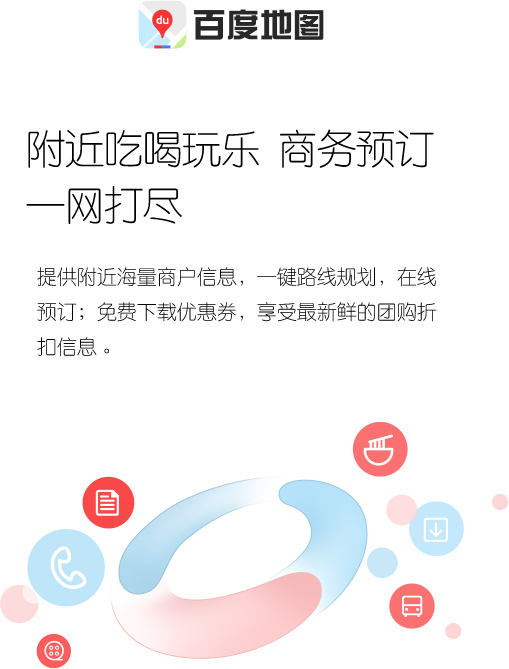 du 百度地图
附近吃喝玩乐 商务预订
一网打尽
提供附近海量商户信息，一键路线规划，在线
预订；免费下载优惠券，享受最新鲜的团购折
扣信息。